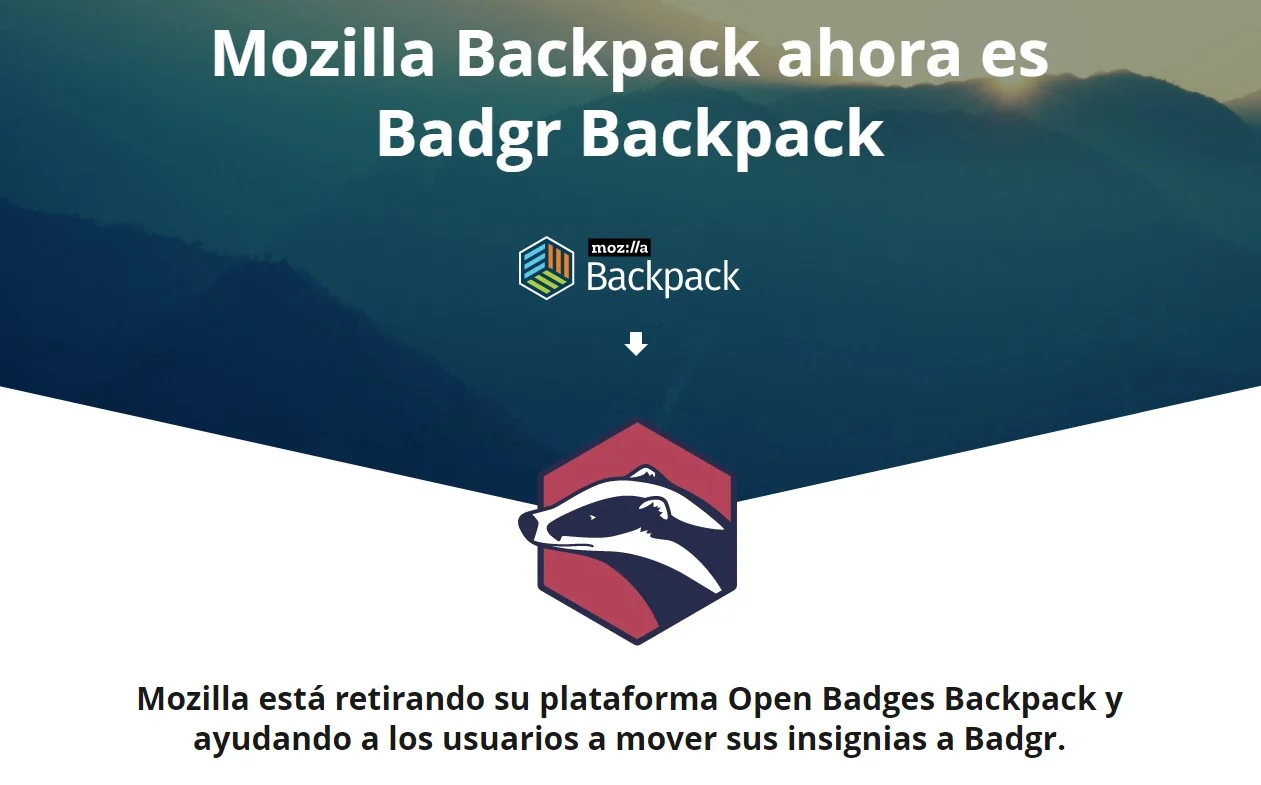 Mozilla Backpack ahora es
Badgr Backpack
moz://a
Backpack
Mozilla está retirando su plataforma Open Badges Backpack y
ayudando a los usuarios a mover sus insignias a Badgr.